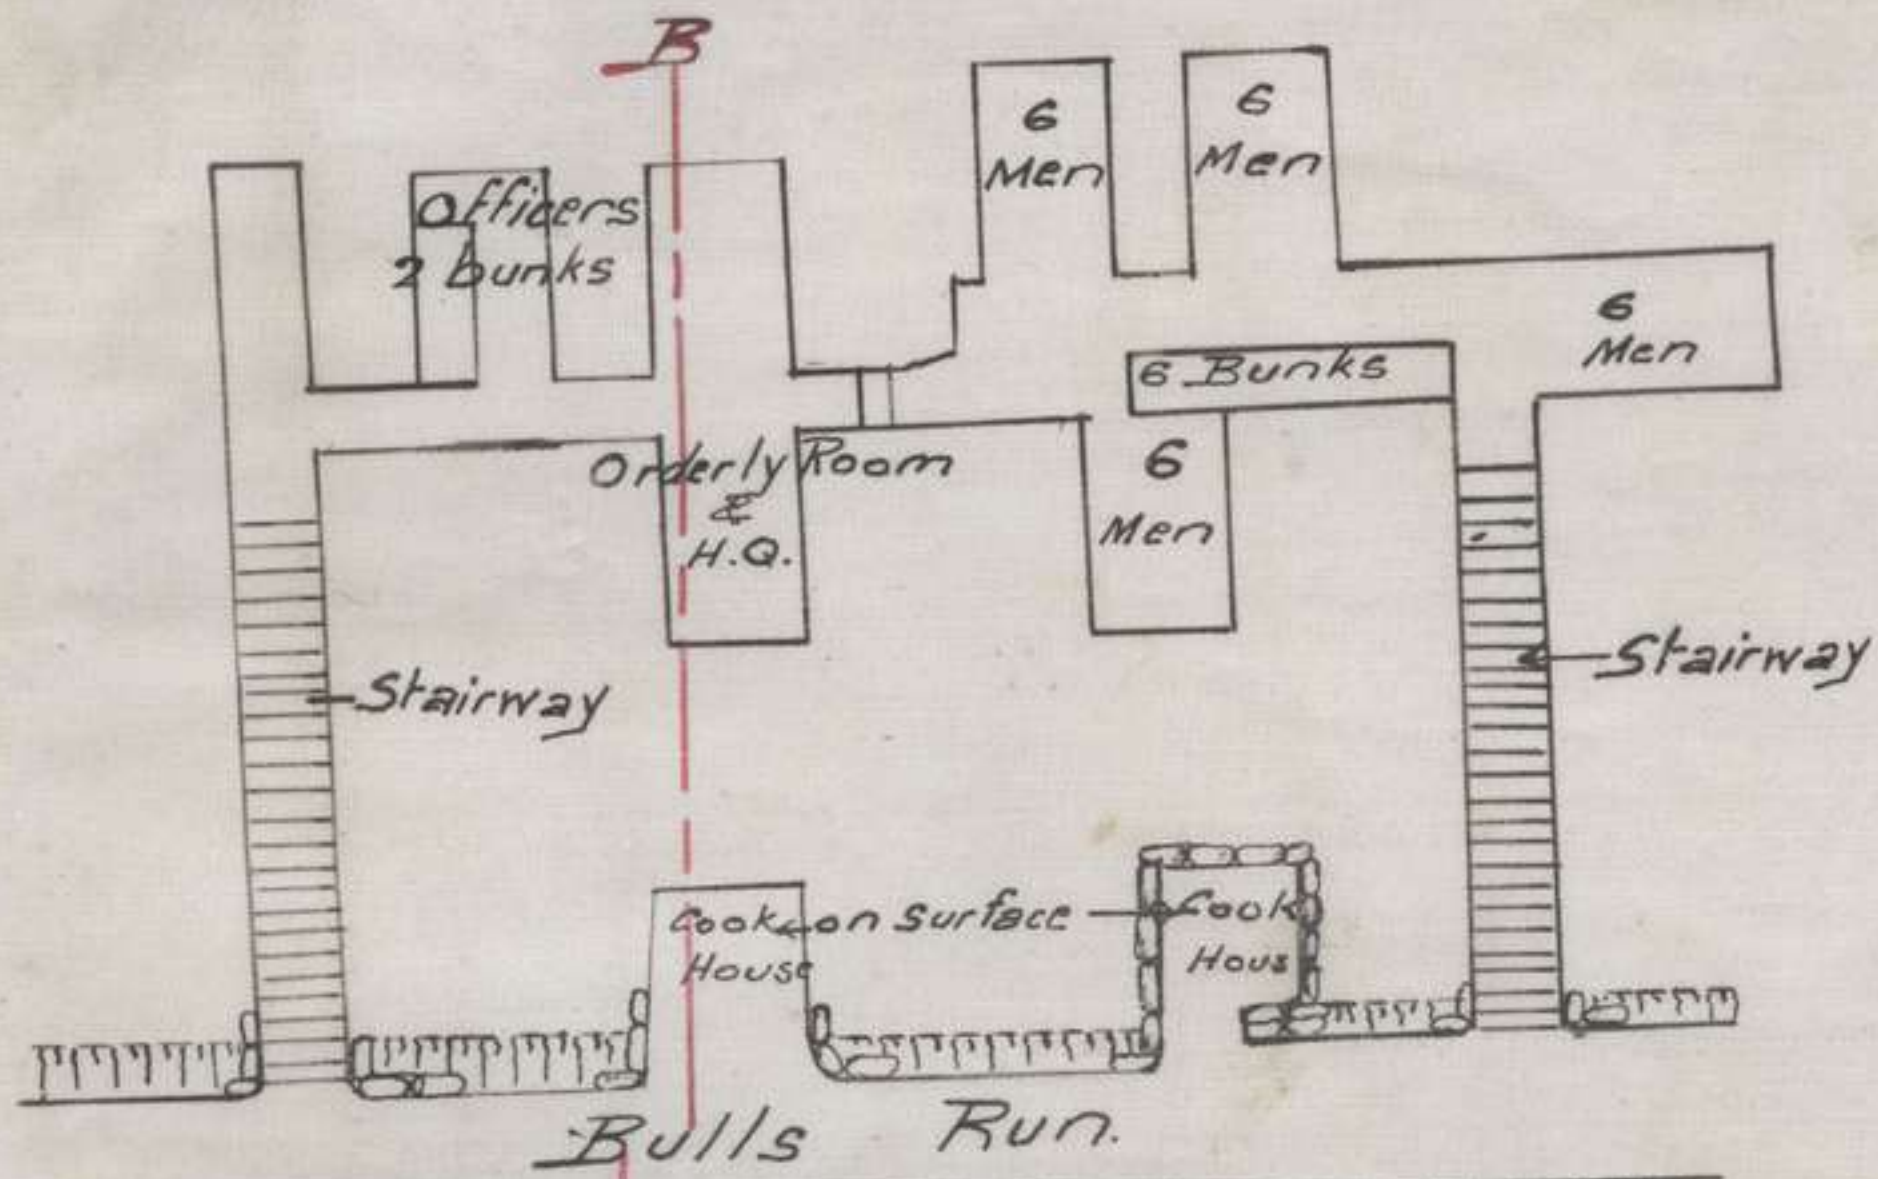 B
6
Men
6
Men
Officers
2 bunks
6
Men
6 Bunks
Orderly Room
&
H.Q.
6
Men
Stairway
Stairway
Cook on surface Cook
House
Hous
Bulls Run.